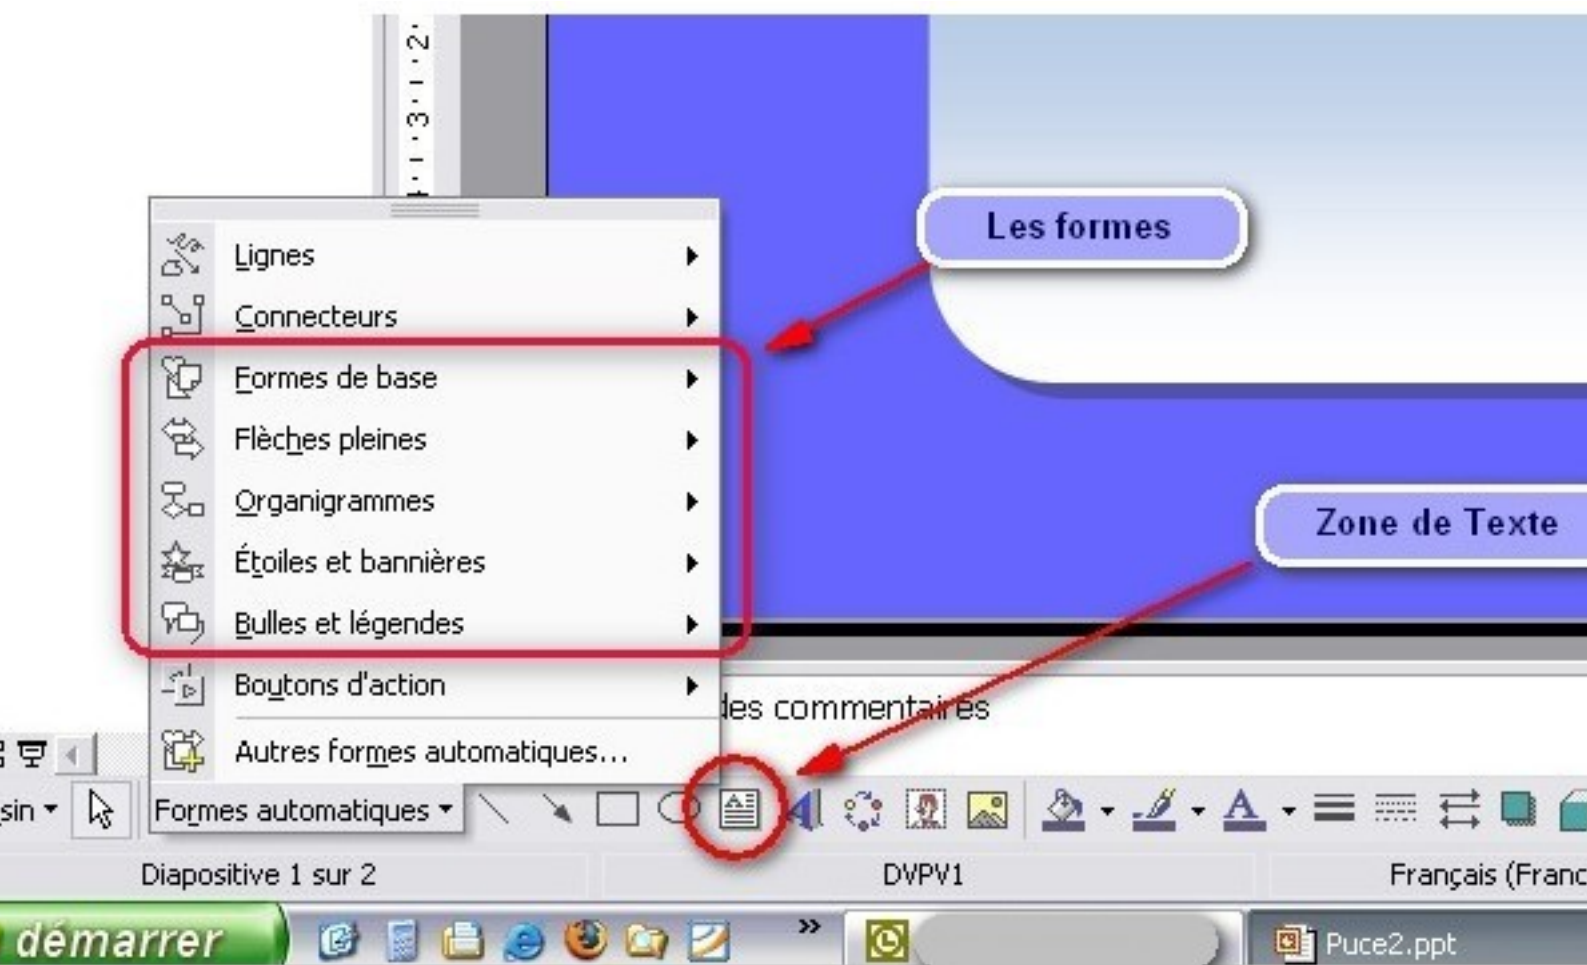 2
3
Les formes
Lignes
Connecteurs
Formes de base
Flèches pleines
Organigrammes
Étoiles et bannières
Bulles et légendes
Boutons d'action
Autres formes automatiques...
Zone de Texte
des commentaires
sin
Formes automatiques
A
Diapositive 1 sur 2
DVPV1
Français (Franc
démarrer
»
Puce2.ppt